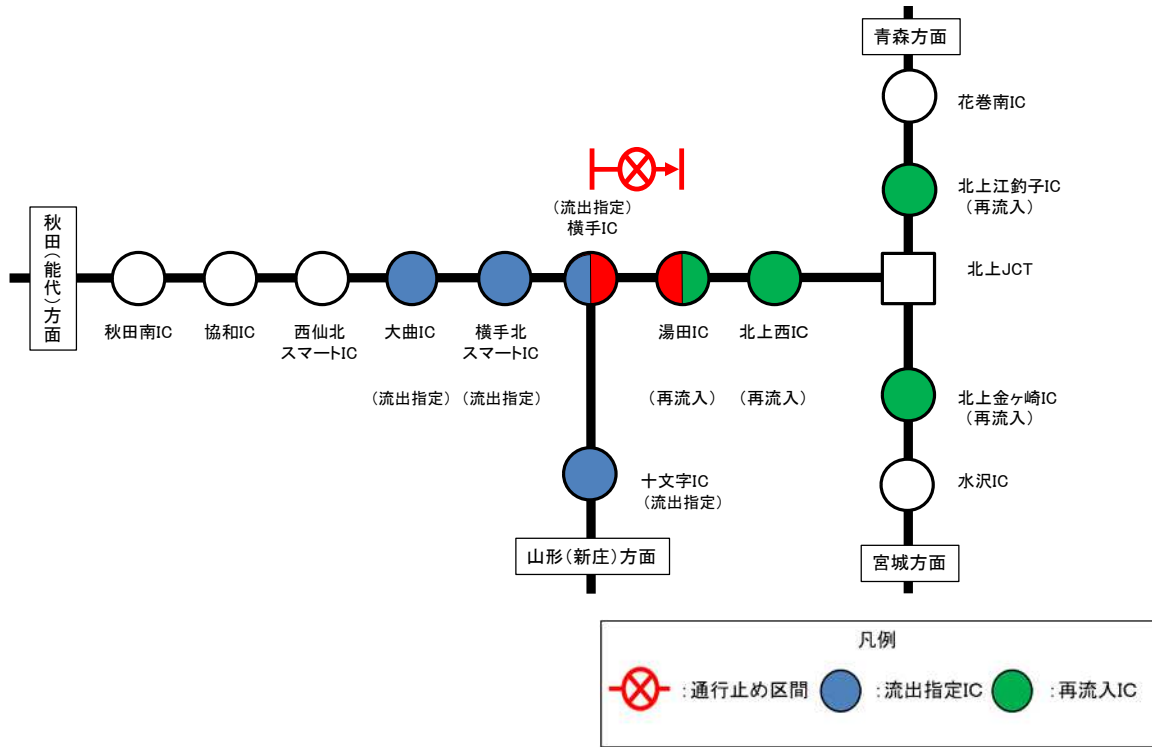 青森方面
花巻南IC
北上江釣子IC
(再流入)
(流出指定)
横手IC
秋田(能代)方面
北上JCT
秋田南IC
協和IC
西仙北
スマートIC
大曲IC
横手北
スマートIC
湯田IC
北上西IC
(流出指定)
(流出指定)
(再流入)
(再流入)
北上金ヶ崎IC
(再流入)
十文字IC
(流出指定)
水沢IC
山形(新庄)方面
宮城方面
凡例
:通行止め区間
:流出指定IC
:再流入IC